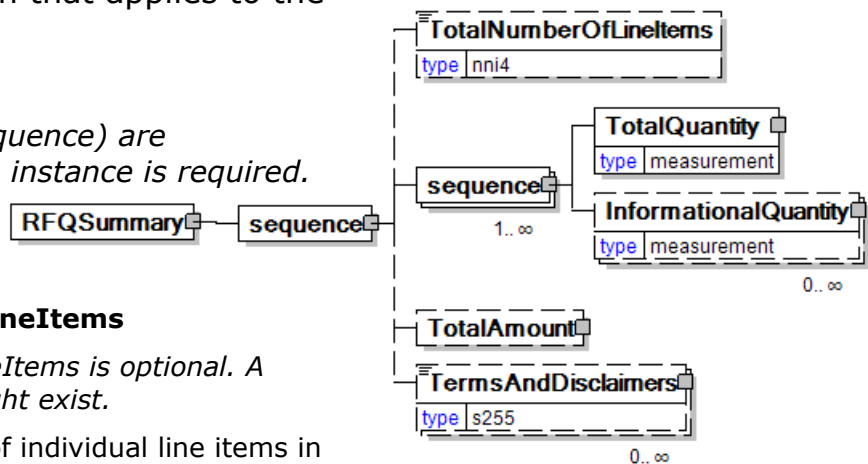 n that applies to the
quence) are
instance is required.
neItems
eItems is optional. A
ght exist.
of individual line items in
RFQSummary
sequence
TotalNumberOfLineItems
type nni4
sequence
1.. ∞
TotalQuantity
type measurement
InformationalQuantity
type measurement
0.. ∞
TotalAmount
TermsAndDisclaimers
type s255
0.. ∞